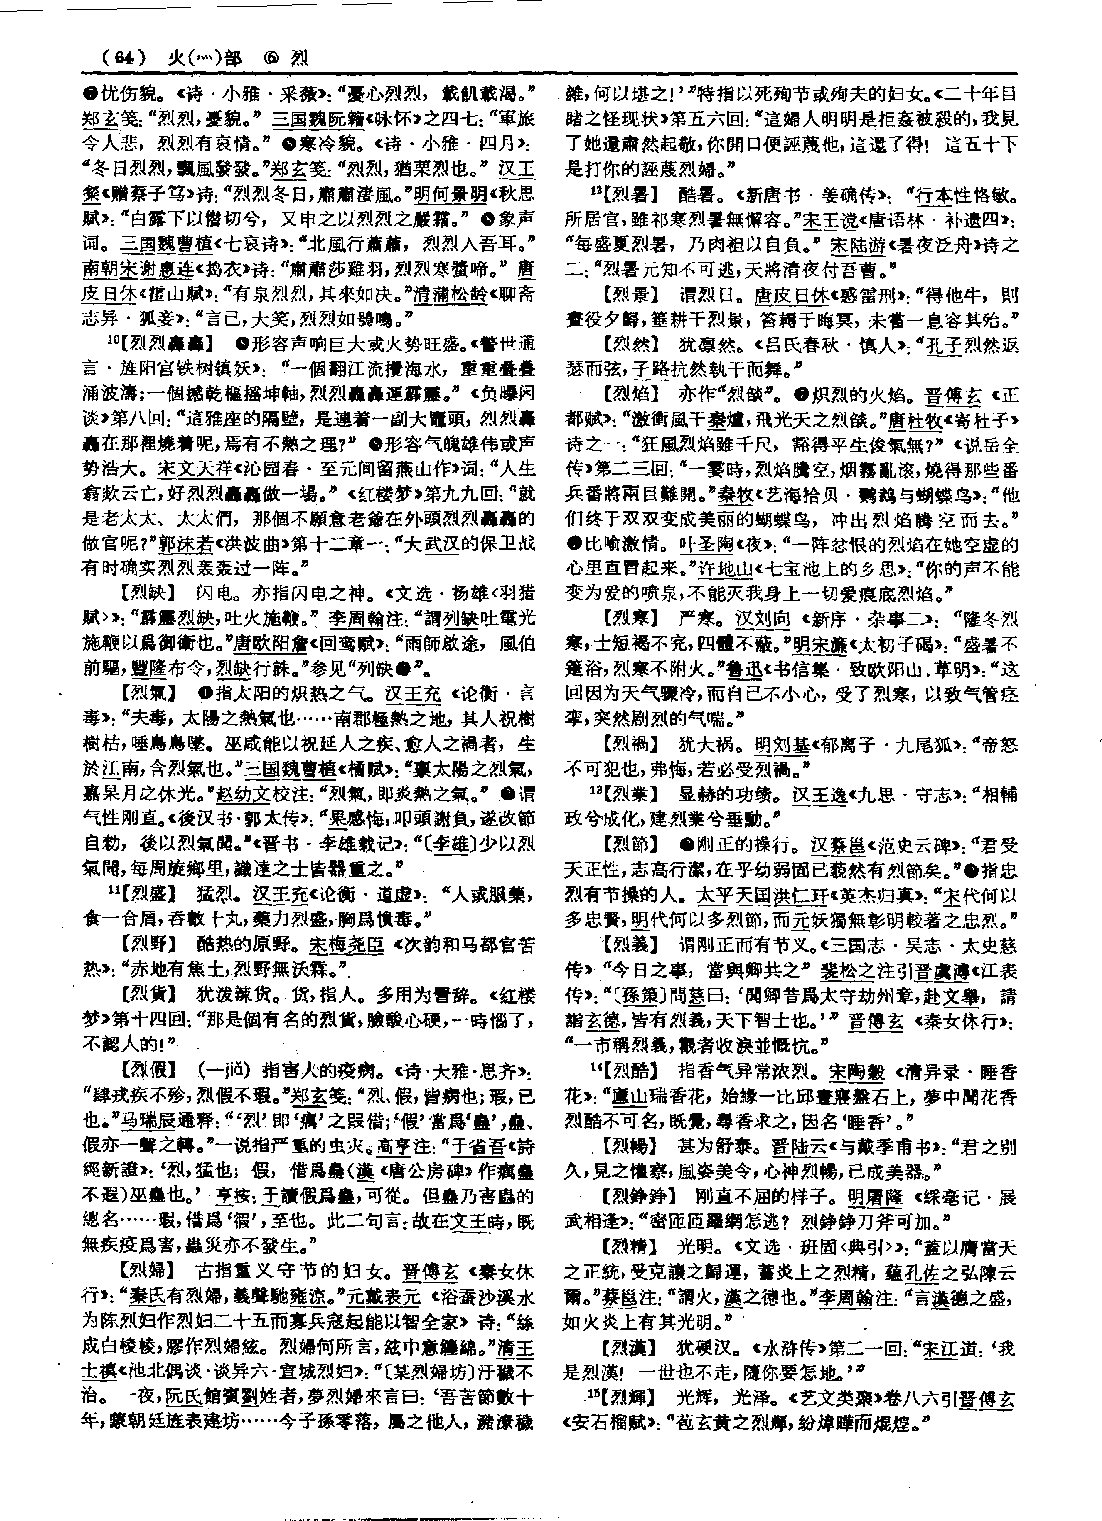 (64) 火(灬)部 ⑥ 烈
忧伤貌。《诗·小雅·采薇》：“憂心烈烈，載飢載渴。”
郑玄笺：“烈烈，憂貌。”三国魏阮籍《咏怀》之四七：“軍旅
令人悲，烈烈有哀情。”寒冷貌。《诗·小雅·四月》：
“冬日烈烈，飄風發發。”郑玄笺：“烈烈，猶栗烈也。”汉王
粲《赠蔡子笃》诗：“烈烈冬日，肅肅淒風。”明何景明《秋思
赋》：“白露下以僭切兮，又申之以烈烈之嚴霜。”象声
词。三国魏曹植《七哀诗》：“北風行蕭蕭，烈烈入吾耳。”
南朝宋谢惠连《捣衣》诗：“肅肅莎雞羽，烈烈寒螿啼。”唐
皮日休《霍山赋》：“有泉烈烈，其來如决。”清蒲松龄《聊斋
志异·狐妾》：“言已，大笑，烈烈如鴞鳴。”
10【烈烈轟轟】 ❶形容声响巨大或火势旺盛。《警世通
言·旌阳宫铁树镇妖》：“一個翻江流攪海水，重重疊疊
涌波濤；一個撼乾樞摇坤軸，烈烈轟轟運霹靂。”《负曝闲
谈》第八回：“這雅座的隔壁，是連着一副大竈頭，烈烈轟
轟在那裡燒着呢，焉有不熱之理？”❷形容气魄雄伟或声
势浩大。宋文天祥《沁园春·至元间留燕山作》词：“人生
翕欻云亡，好烈烈轟轟做一場。”《红楼梦》第九九回：“就
是老太太、太太們，那個不願意老爺在外頭烈烈轟轟的
做官呢？”郭沫若《洪波曲》第十二章一：“大武汉的保卫战
有时确实烈烈轰轰过一阵。”
【烈缺】 闪电。亦指闪电之神。《文选·扬雄〈羽猎
赋〉》：“霹靂烈缺，吐火施鞭。”李周翰注：“謂列缺吐電光
施鞭以爲御衛也。”唐欧阳詹《回鸾赋》：“雨師啟途，風伯
前驅，豐隆布令，烈缺行誅。”参见“列缺❷”。
【烈氣】 ❶指太阳的炽热之气。汉王充《论衡·言
毒》：“夫毒，太陽之熱氣也……南郡極熱之地，其人祝樹
樹枯，唾鳥鳥墜。巫咸能以祝延人之疾、愈人之禍者，生
於江南，含烈氣也。”三国魏曹植《橘赋》：“稟太陽之烈氣，
嘉杲月之休光。”赵幼文校注：“烈氣，即炎熱之氣。”❷谓
气性刚直。《後汉书·郭太传》：“果感悔，叩頭謝負，遂改節
自勑，後以烈氣聞。”《晋书·李雄载记》：“〔李雄〕少以烈
氣聞，每周旋鄉里，識達之士皆器重之。”
11【烈盛】 猛烈。汉王充《论衡·道虚》：“人或服藥，
食一合屑，吞數十丸，藥力烈盛，胸爲憒毒。”
【烈野】 酷热的原野。宋梅尧臣《次韵和马都官苦
热》：“赤地有焦土，烈野無沃霖。”
【烈貨】 犹泼辣货。货，指人。多用为詈辞。《红楼
梦》第十四回：“那是個有名的烈貨，臉酸心硬，一時惱了，
不認人的！”
【烈假】 （—jiǎ）指害人的疫病。《诗·大雅·思齐》：
“肆戎疾不殄，烈假不瑕。”郑玄笺：“烈、假，皆病也；瑕，已
也。”马瑞辰通释：“‘烈’即‘癘’之叚借；‘假’當爲‘蠱’，蠱、
假亦一聲之轉。”一说指严重的虫灾。高亨注：“于省吾《詩
經新證》：‘烈，猛也；假，借爲蠱（漢《唐公房碑》作癘蠱
不遐）巫蠱也。’亨按：于讀假爲蠱，可從。但蠱乃害蟲的
總名……瑕，借爲‘假’，至也。此二句言：故在文王時，既
無疾疫爲害，蟲災亦不發生。”
【烈婦】 古指重义守节的妇女。晋傅玄《秦女休
行》：“秦氏有烈婦，義聲馳雍凉。”元戴表元《浴蚕沙溪水
为陈烈妇作烈妇二十五而寡兵寇起能以智全家》诗：“絲
成白棱棱，膠作烈婦絃。烈婦何所言，絃中意纏綿。”清王
士禛《池北偶谈·谈异六·宣城烈妇》：“〔某烈婦坊〕汙穢不
治。一夜，阮氏館賓劉姓者，夢烈婦來言曰：‘吾苦節數十
年，蒙朝廷旌表建坊……今子孫零落，屬之他人，潑潦穢
雜，何以堪之！’”特指以死殉节或殉夫的妇女。《二十年目
睹之怪现状》第五六回：“這婦人明明是拒姦被殺的，我見
了她還肅然起敬，你開口便誣蔑他，這還了得！這五十下
是打你的誣蔑烈婦。”
12【烈暑】 酷暑。《新唐书·姜确传》：“行本性恪敏。
所居官，雖祁寒烈暑無懈容。”宋王谠《唐语林·补遗四》：
“每盛夏烈暑，乃肉袒以自負。”宋陆游《暑夜泛舟》诗之
二：“烈暑元知不可逃，天將清夜付吾曹。”
【烈景】 谓烈日。唐皮日休《惑雷刑》：“得他牛，則
晝役夕歸，箠耕于烈景，笞耨于晦冥，未嘗一息容其殆。”
【烈然】 犹凛然。《吕氏春秋·慎人》：“孔子烈然返
瑟而弦，子路抗然執干而舞。”
【烈焰】 亦作“烈燄”。❶炽烈的火焰。晋傅玄《正
都赋》：“激衝風于秦爐，飛光天之烈燄。”唐杜牧《寄杜子》
诗之一：“狂風烈焰雖千尺，豁得平生俊氣無？”《说岳全
传》第二三回：“一霎時，烈焰騰空，烟霧亂滚，燒得那些番
兵番將兩目難開。”秦牧《艺海拾贝·鹦鹉与蝴蝶鸟》：“他
们终于双双变成美丽的蝴蝶鸟，冲出烈焰腾空而去。”
❷比喻激情。叶圣陶《夜》：“一阵忿恨的烈焰在她空虚的
心里直冒起来。”许地山《七宝池上的乡思》：“你的声不能
变为爱的喷泉，不能灭我身上一切爱痕底烈焰。”
【烈寒】 严寒。汉刘向《新序·杂事二》：“隆冬烈
寒，士短褐不完，四體不蔽。”明宋濂《太初子碣》：“盛暑不
箑浴，烈寒不附火。”鲁迅《书信集·致欧阳山、草明》：“这
回因为天气骤冷，而自己不小心，受了烈寒，以致气管痉
挛，突然剧烈的气喘。”
【烈禍】 犹大祸。明刘基《郁离子·九尾狐》：“帝怒
不可犯也，弗悔，若必受烈禍。”
13【烈業】 显赫的功绩。汉王逸《九思·守志》：“相輔
政兮成化，建烈業兮垂勳。”
【烈節】 ❶刚正的操行。汉蔡邕《范史云碑》：“君受
天正性，志高行潔，在乎幼弱固已藐然有烈節矣。”❷指忠
烈有节操的人。太平天国洪仁玕《英杰归真》：“宋代何以
多忠賢，明代何以多烈節，而元妖獨無彰明較著之忠烈。”
【烈義】 谓刚正而有节义。《三国志·吴志·太史慈
传》“今日之事，當與卿共之”裴松之注引晋虞溥《江表
传》：“〔孫策〕問慈曰：‘聞卿昔爲太守劫州章，赴文舉，請
詣玄德，皆有烈義，天下智士也。’”晋傅玄《秦女休行》：
“一市稱烈義，觀者收淚並慨忼。”
14【烈酷】 指香气异常浓烈。宋陶穀《清异录·睡香
花》：“廬山瑞香花，始緣一比丘晝寢磐石上，夢中聞花香
烈酷不可名，既覺，尋香求之，因名‘睡香’。”
【烈暢】 甚为舒泰。晋陆云《与戴季甫书》：“君之别
久，見之懽察，風姿美令，心神烈暢，已成美器。”
【烈錚錚】 刚直不屈的样子。明屠隆《綵毫记·展
武相逢》：“密匝匝羅網怎逃？烈錚錚刀斧可加。”
【烈精】 光明。《文选·班固〈典引〉》：“蓋以膺當天
之正統，受克讓之歸運，蓄炎上之烈精，蘊孔佐之弘陳云
爾。”蔡邕注：“謂火，漢之德也。”李周翰注：“言漢德之盛，
如火炎上有其光明。”
【烈漢】 犹硬汉。《水浒传》第二一回：“宋江道：‘我
是烈漢！一世也不走，隨你要怎地。’”
15【烈輝】 光辉，光泽。《艺文类聚》卷八六引晋傅玄
《安石榴赋》：“苞玄黄之烈輝，紛熿曄而焜煌。”